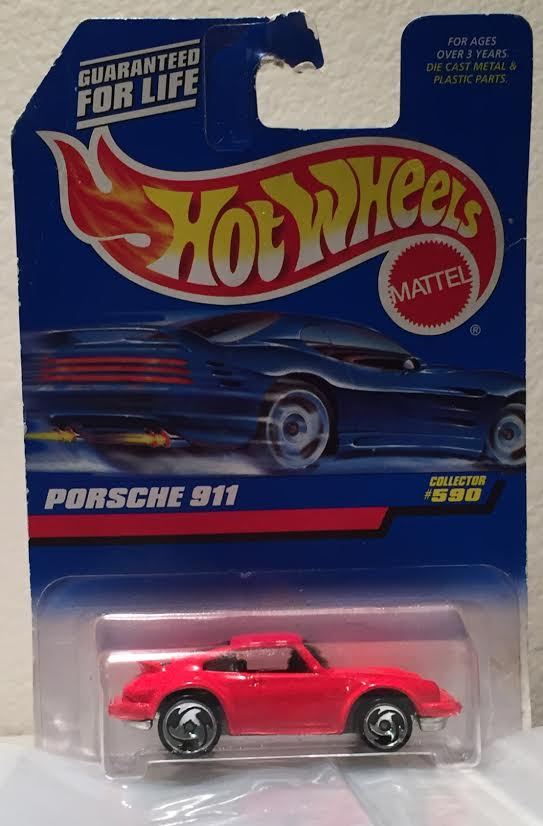 GUARANTEED
FOR LIFE
FOR AGES
OVER 3 YEARS.
DIE CAST METAL &
PLASTIC PARTS.
HOT WHEELS
MATTEL
®
PORSCHE 911
COLLECTOR
#590